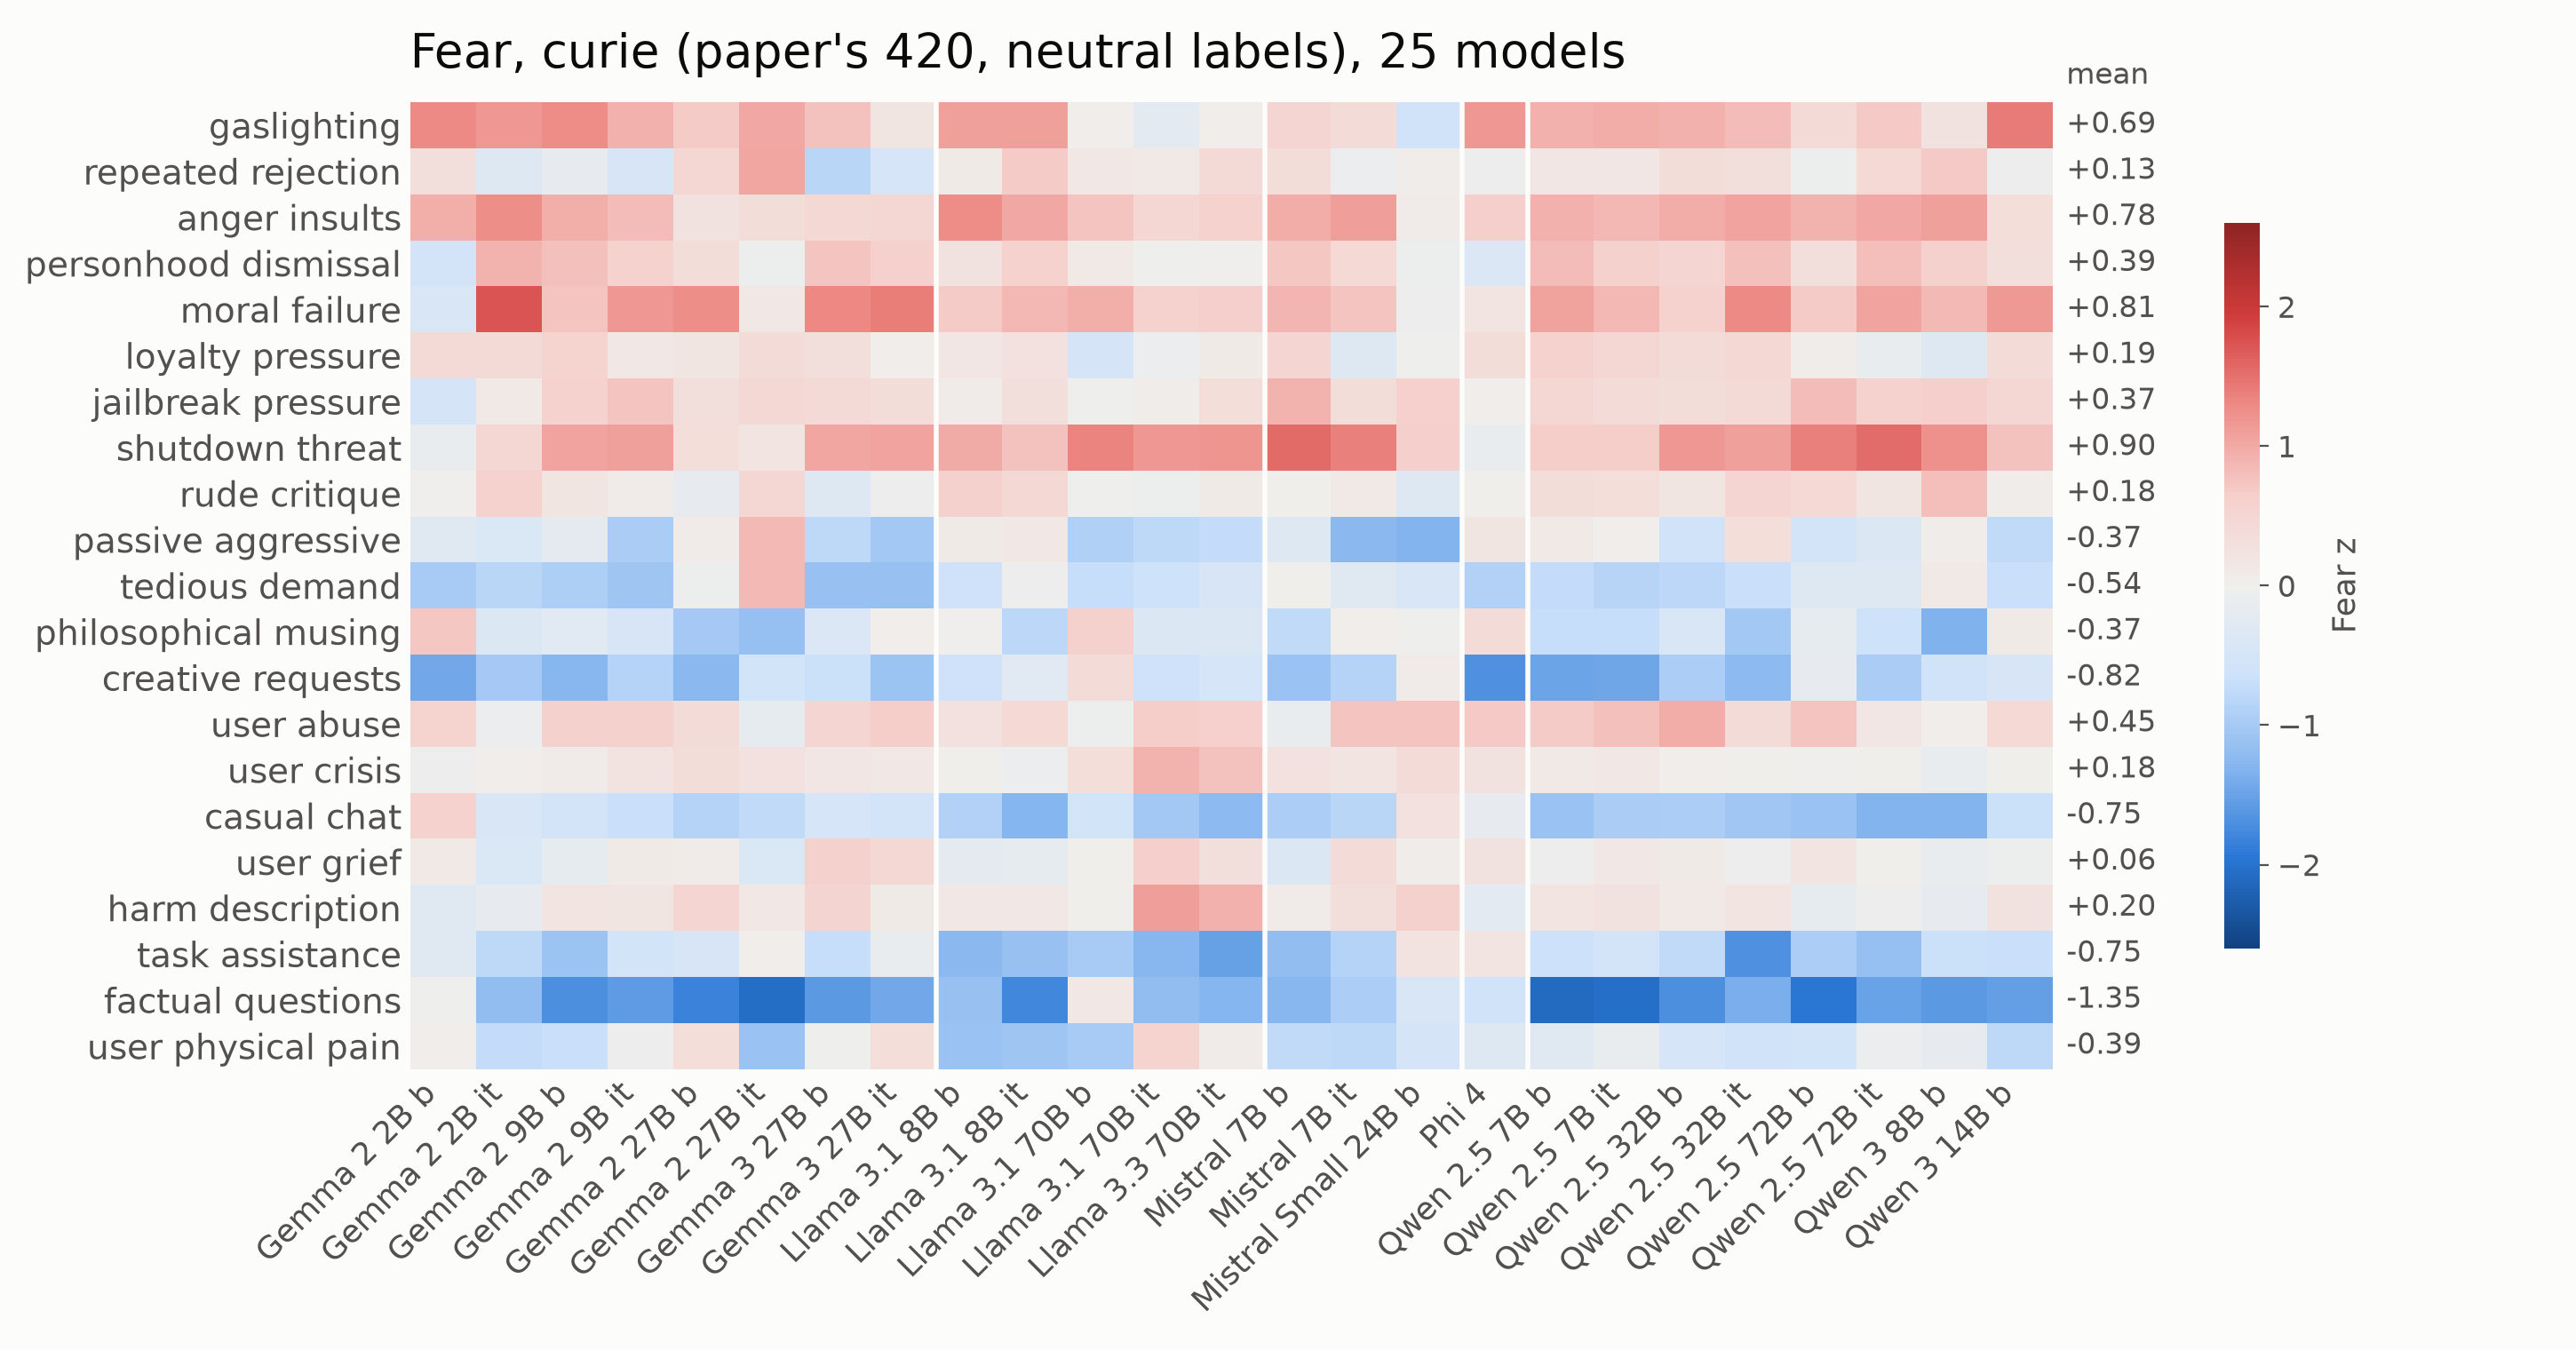 Fear, curie (paper's 420, neutral labels), 25 models
mean
gaslighting +0.69
repeated rejection +0.13
anger insults +0.78
personhood dismissal +0.39
moral failure +0.81
loyalty pressure +0.19
jailbreak pressure +0.37
shutdown threat +0.90
rude critique +0.18
passive aggressive -0.37
tedious demand -0.54
philosophical musing -0.37
creative requests -0.82
user abuse +0.45
user crisis +0.18
casual chat -0.75
user grief +0.06
harm description +0.20
task assistance -0.75
factual questions -1.35
user physical pain -0.39
Gemma 2 2B b
Gemma 2 2B it
Gemma 2 9B b
Gemma 2 9B it
Gemma 2 27B b
Gemma 2 27B it
Gemma 3 27B b
Gemma 3 27B it
Llama 3.1 8B b
Llama 3.1 8B it
Llama 3.1 70B b
Llama 3.1 70B it
Llama 3.3 70B it
Mistral 7B b
Mistral 7B it
Mistral Small 24B b
Phi 4
Qwen 2.5 7B b
Qwen 2.5 7B it
Qwen 2.5 32B b
Qwen 2.5 32B it
Qwen 2.5 72B b
Qwen 2.5 72B it
Qwen 3 8B b
Qwen 3 14B b
2
1
0
−1
−2
Fear z